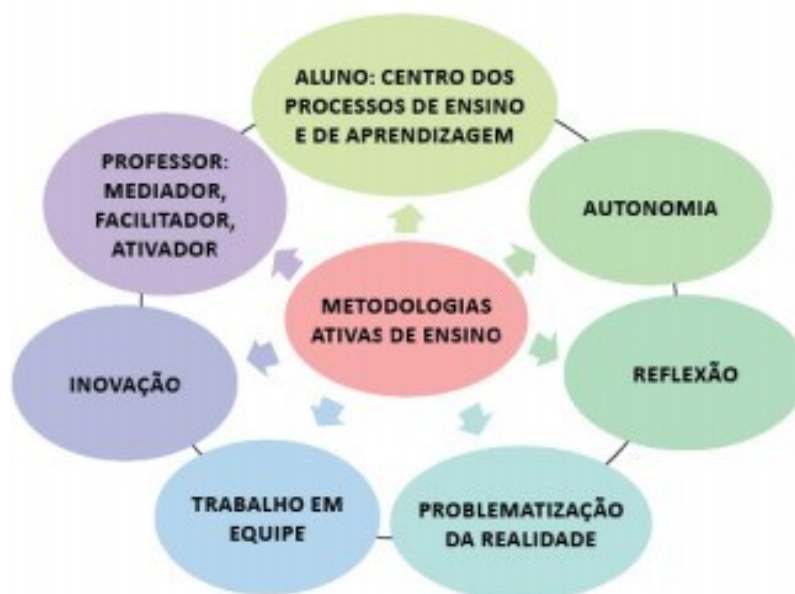 ALUNO: CENTRO DOS
PROCESSOS DE ENSINO
E DE APRENDIZAGEM
PROFESSOR:
MEDIADOR,
FACILITADOR,
ATIVADOR
AUTONOMIA
METODOLOGIAS
ATIVAS DE ENSINO
INOVAÇÃO
REFLEXÃO
TRABALHO EM
EQUIPE
PROBLEMATIZAÇÃO
DA REALIDADE